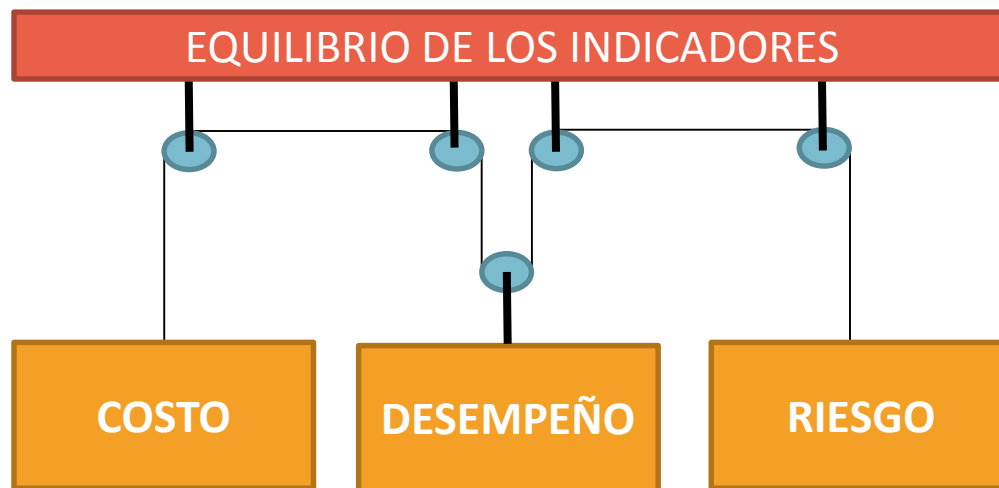 EQUILIBRIO DE LOS INDICADORES
COSTO
DESEMPEÑO
RIESGO